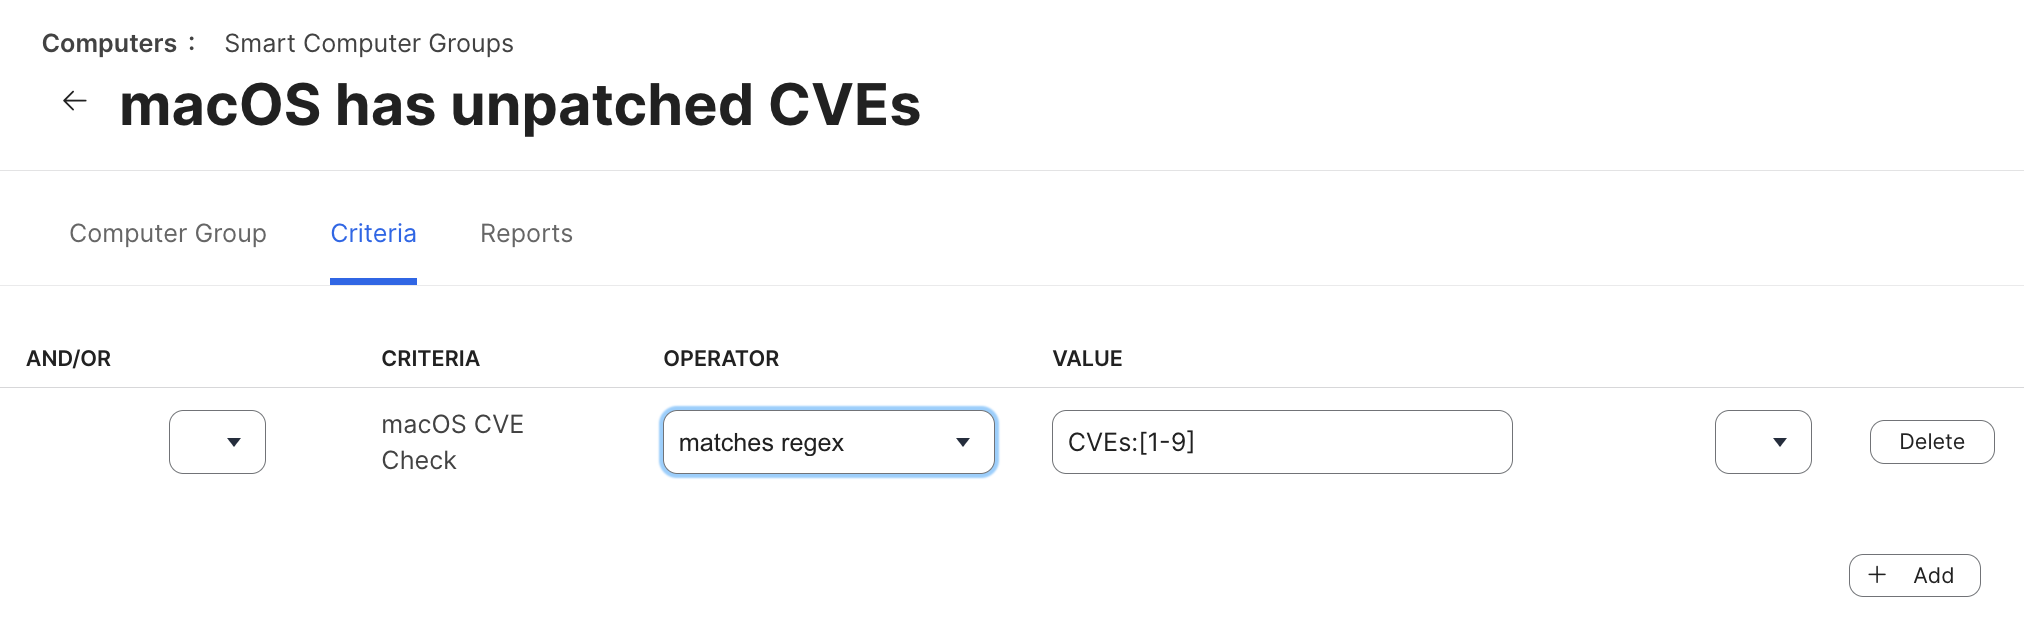 Computers : Smart Computer Groups
← macOS has unpatched CVEs
Computer Group Criteria Reports
AND/OR CRITERIA OPERATOR VALUE
macOS CVE
Check
matches regex
CVEs:[1-9]
Delete
+ Add